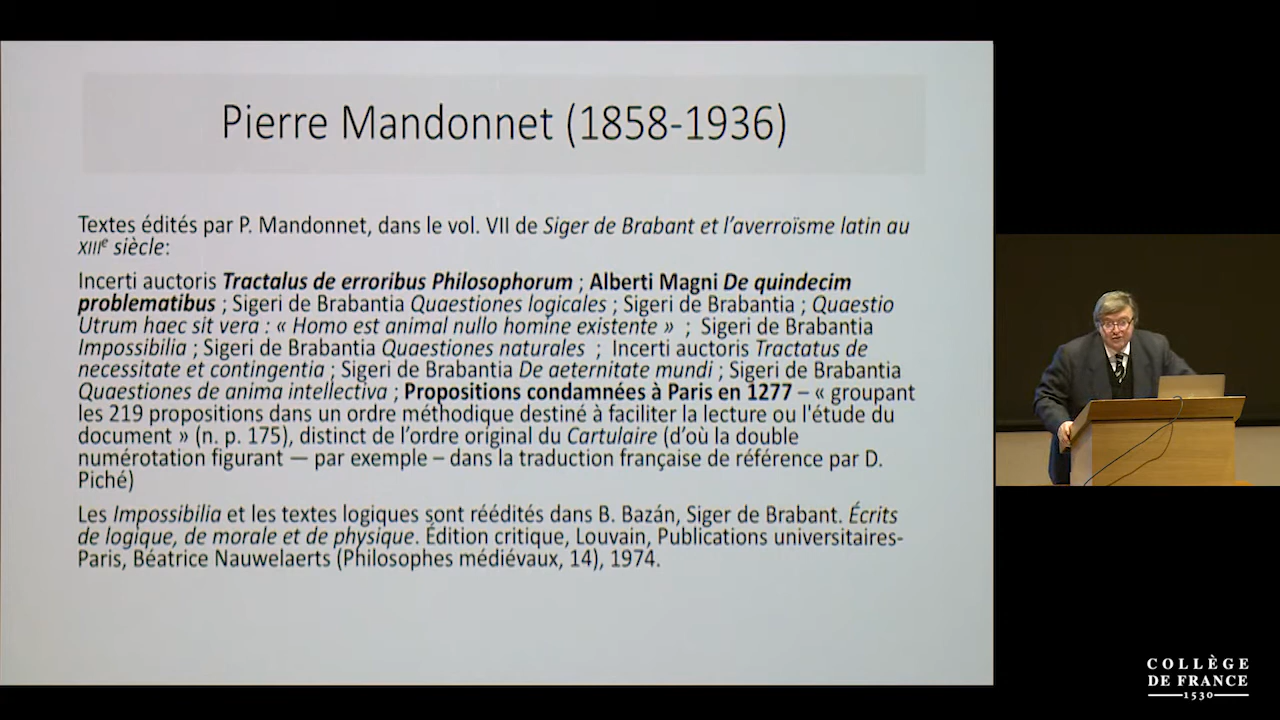 Pierre Mandonnet (1858-1936)
Textes édités par P. Mandonnet, dans le vol. VII de Siger de Brabant et l’averroïsme latin au
XIIIe siècle:
Incerti auctoris Tractalus de erroribus Philosophorum ; Alberti Magni De quindecim
problematibus ; Sigeri de Brabantia Quaestiones logicales ; Sigeri de Brabantia ; Quaestio
Utrum haec sit vera : « Homo est animal nullo homine existente » ; Sigeri de Brabantia
Impossibilia ; Sigeri de Brabantia Quaestiones naturales ; Incerti auctoris Tractatus de
necessitate et contingentia ; Sigeri de Brabantia De aeternitate mundi ; Sigeri de Brabantia
Quaestiones de anima intellectiva ; Propositions condamnées à Paris en 1277 – « groupant
les 219 propositions dans un ordre méthodique destiné à faciliter la lecture ou l'étude du
document » (n. p. 175), distinct de l’ordre original du Cartulaire (d’où la double
numérotation figurant — par exemple – dans la traduction française de référence par D.
Piché)
Les Impossibilia et les textes logiques sont réédités dans B. Bazán, Siger de Brabant. Écrits
de logique, de morale et de physique. Édition critique, Louvain, Publications universitaires-
Paris, Béatrice Nauwelaerts (Philosophes médiévaux, 14), 1974.
COLLÈGE
DE FRANCE
1530